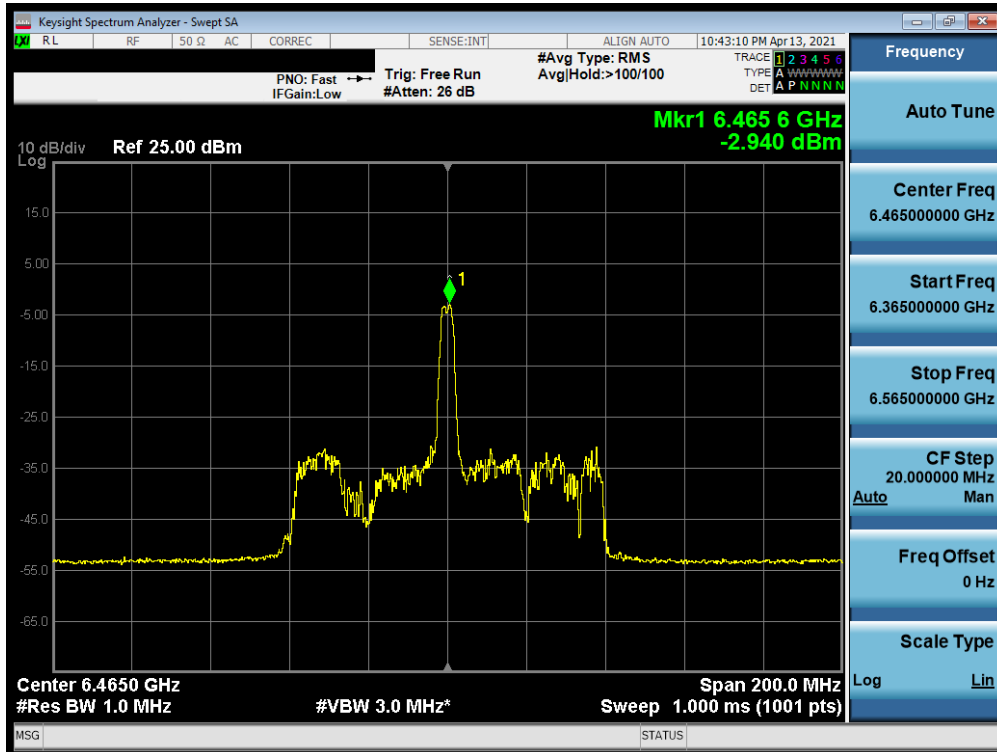 Keysight Spectrum Analyzer - Swept SA
LXI RL RF 50 Ω AC CORREC SENSE:INT ALIGN AUTO 10:43:10 PM Apr 13, 2021
PNO: Fast Trig: Free Run #Avg Type: RMS TRACE 1 2 3 4 5 6
IFGain:Low #Atten: 26 dB Avg|Hold:>100/100 TYPE A WWWWW
DET A P N N N N
Mkr1 6.465 6 GHz
-2.940 dBm
10 dB/div Ref 25.00 dBm
Log
15.0
5.00
1
-5.00
-15.0
-25.0
-35.0
-45.0
-55.0
-65.0
Center 6.4650 GHz Span 200.0 MHz
#Res BW 1.0 MHz #VBW 3.0 MHz* Sweep 1.000 ms (1001 pts)
MSG STATUS
Frequency
Auto Tune
Center Freq
6.465000000 GHz
Start Freq
6.365000000 GHz
Stop Freq
6.565000000 GHz
CF Step
20.000000 MHz
Auto Man
Freq Offset
0 Hz
Scale Type
Log Lin